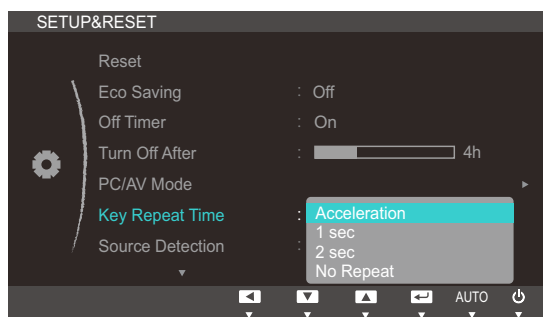 SETUP&RESET
Reset
Eco Saving : Off
Off Timer : On
Turn Off After : 4h
PC/AV Mode
Key Repeat Time : Acceleration
1 sec
Source Detection :
2 sec
No Repeat
AUTO